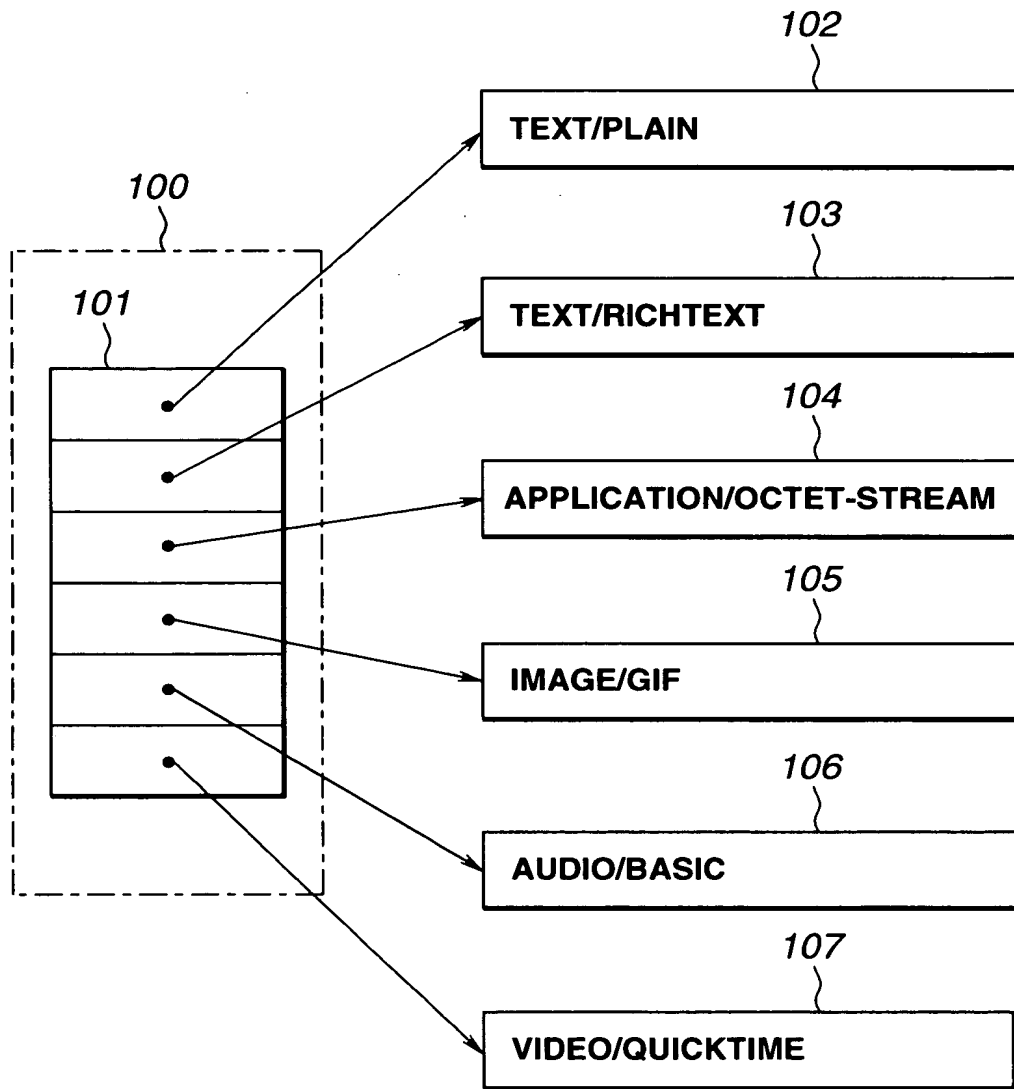 102
TEXT/PLAIN
100
103
101
TEXT/RICHTEXT
104
APPLICATION/OCTET-STREAM
105
IMAGE/GIF
106
AUDIO/BASIC
107
VIDEO/QUICKTIME